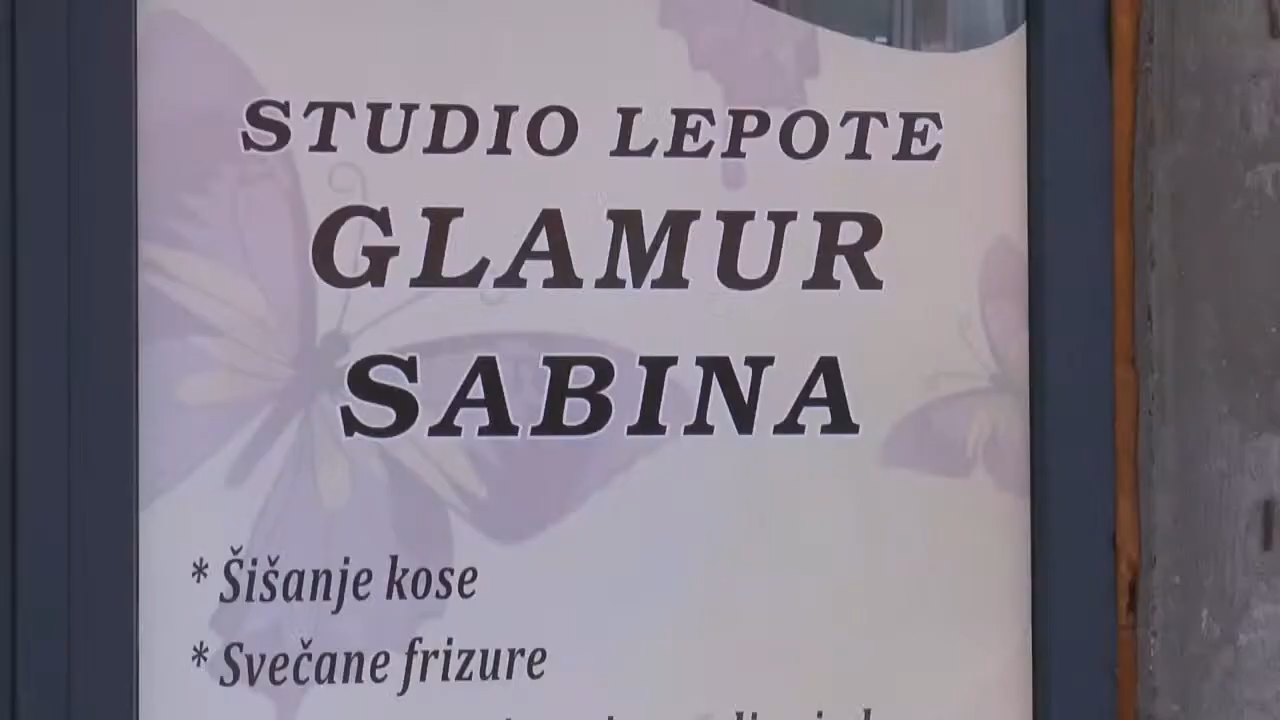 STUDIO LEPOTE
GLAMUR
SABINA
* Šišanje kose
* Svečane frizure